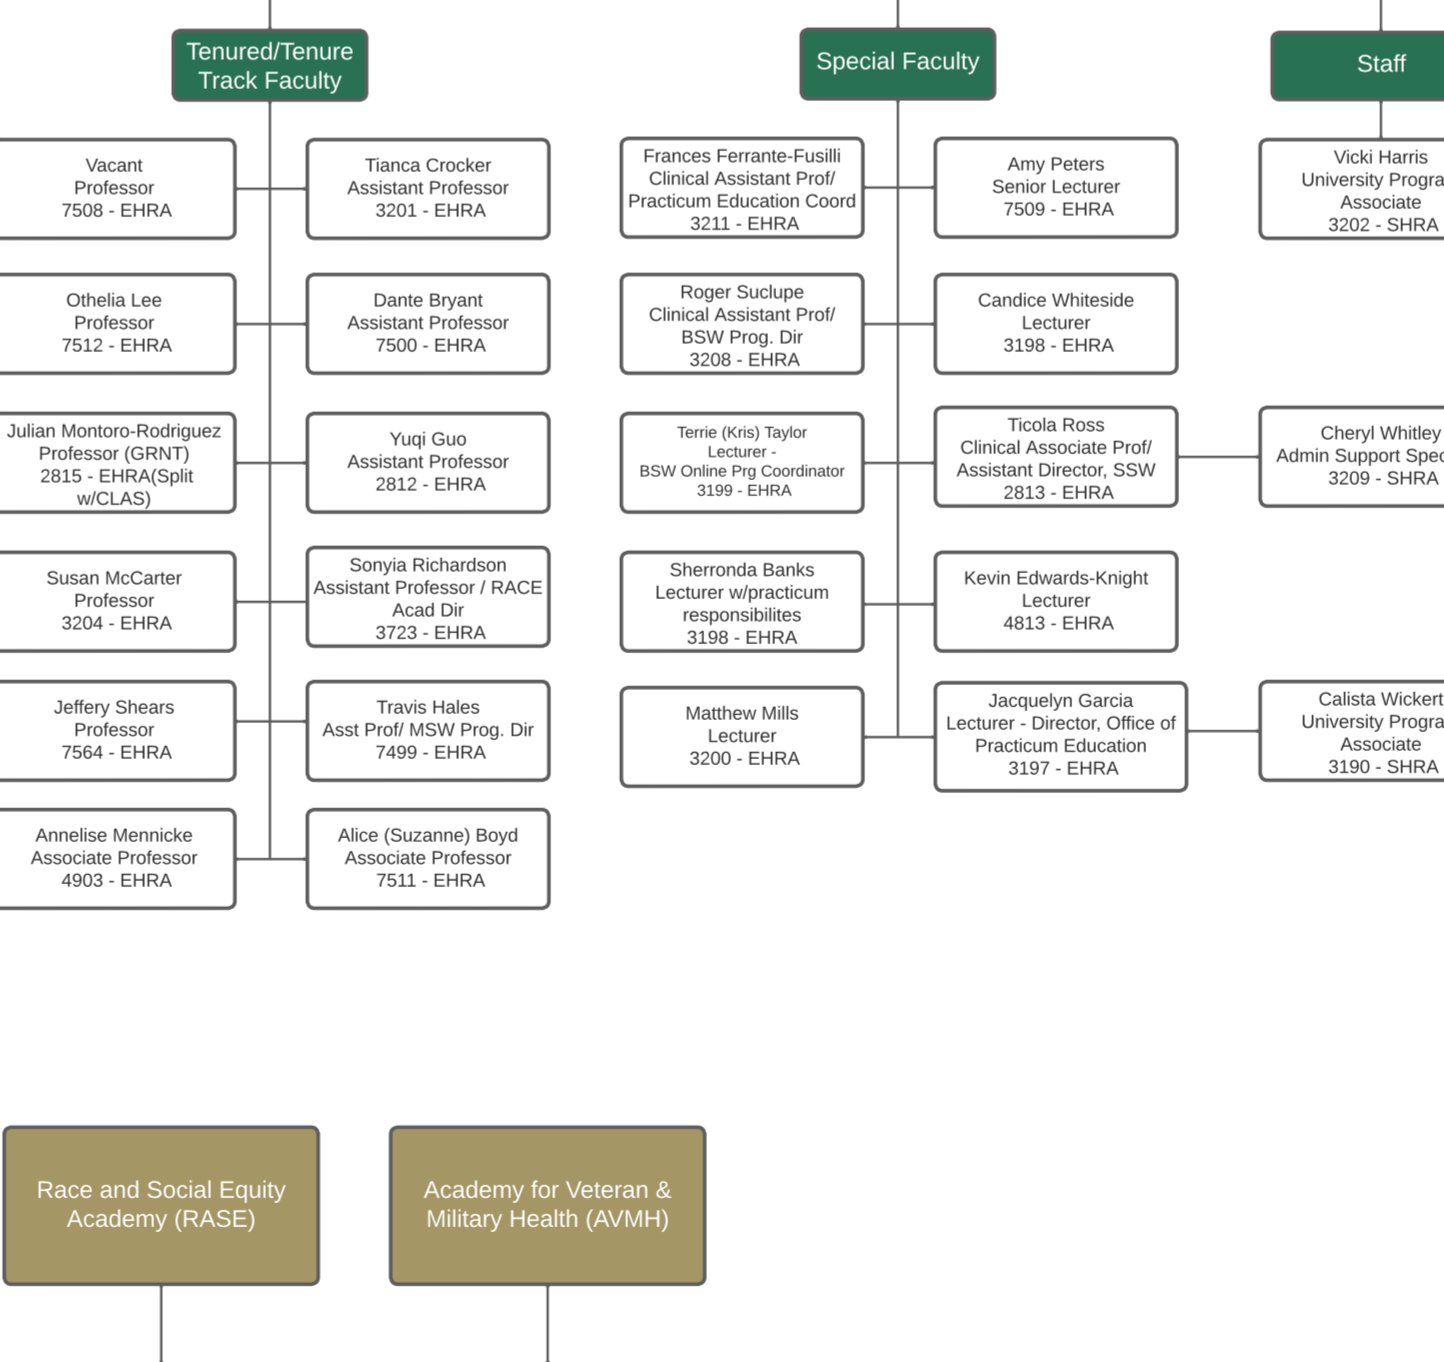 Tenured/Tenure
Track Faculty
Vacant
Professor
7508 - EHRA
Tianca Crocker
Assistant Professor
3201 - EHRA
Othelia Lee
Professor
7512 - EHRA
Dante Bryant
Assistant Professor
7500 - EHRA
Julian Montoro-Rodriguez
Professor (GRNT)
2815 - EHRA(Split
w/CLAS)
Yuqi Guo
Assistant Professor
2812 - EHRA
Susan McCarter
Professor
3204 - EHRA
Sonyia Richardson
Assistant Professor / RACE
Acad Dir
3723 - EHRA
Jeffery Shears
Professor
7564 - EHRA
Travis Hales
Asst Prof/ MSW Prog. Dir
7499 - EHRA
Annelise Mennicke
Associate Professor
4903 - EHRA
Alice (Suzanne) Boyd
Associate Professor
7511 - EHRA
Special Faculty
Frances Ferrante-Fusilli
Clinical Assistant Prof/
Practicum Education Coord
3211 - EHRA
Amy Peters
Senior Lecturer
7509 - EHRA
Roger Suclupe
Clinical Assistant Prof/
BSW Prog. Dir
3208 - EHRA
Candice Whiteside
Lecturer
3198 - EHRA
Terrie (Kris) Taylor
Lecturer -
BSW Online Prg Coordinator
3199 - EHRA
Ticola Ross
Clinical Associate Prof/
Assistant Director, SSW
2813 - EHRA
Sherronda Banks
Lecturer w/practicum
responsibilites
3198 - EHRA
Kevin Edwards-Knight
Lecturer
4813 - EHRA
Matthew Mills
Lecturer
3200 - EHRA
Jacquelyn Garcia
Lecturer - Director, Office of
Practicum Education
3197 - EHRA
Staff
Vicki Harris
University Progra
Associate
3202 - SHRA
Cheryl Whitley
Admin Support Spec
3209 - SHRA
Calista Wickert
University Progra
Associate
3190 - SHRA
Race and Social Equity
Academy (RASE)
Academy for Veteran &
Military Health (AVMH)